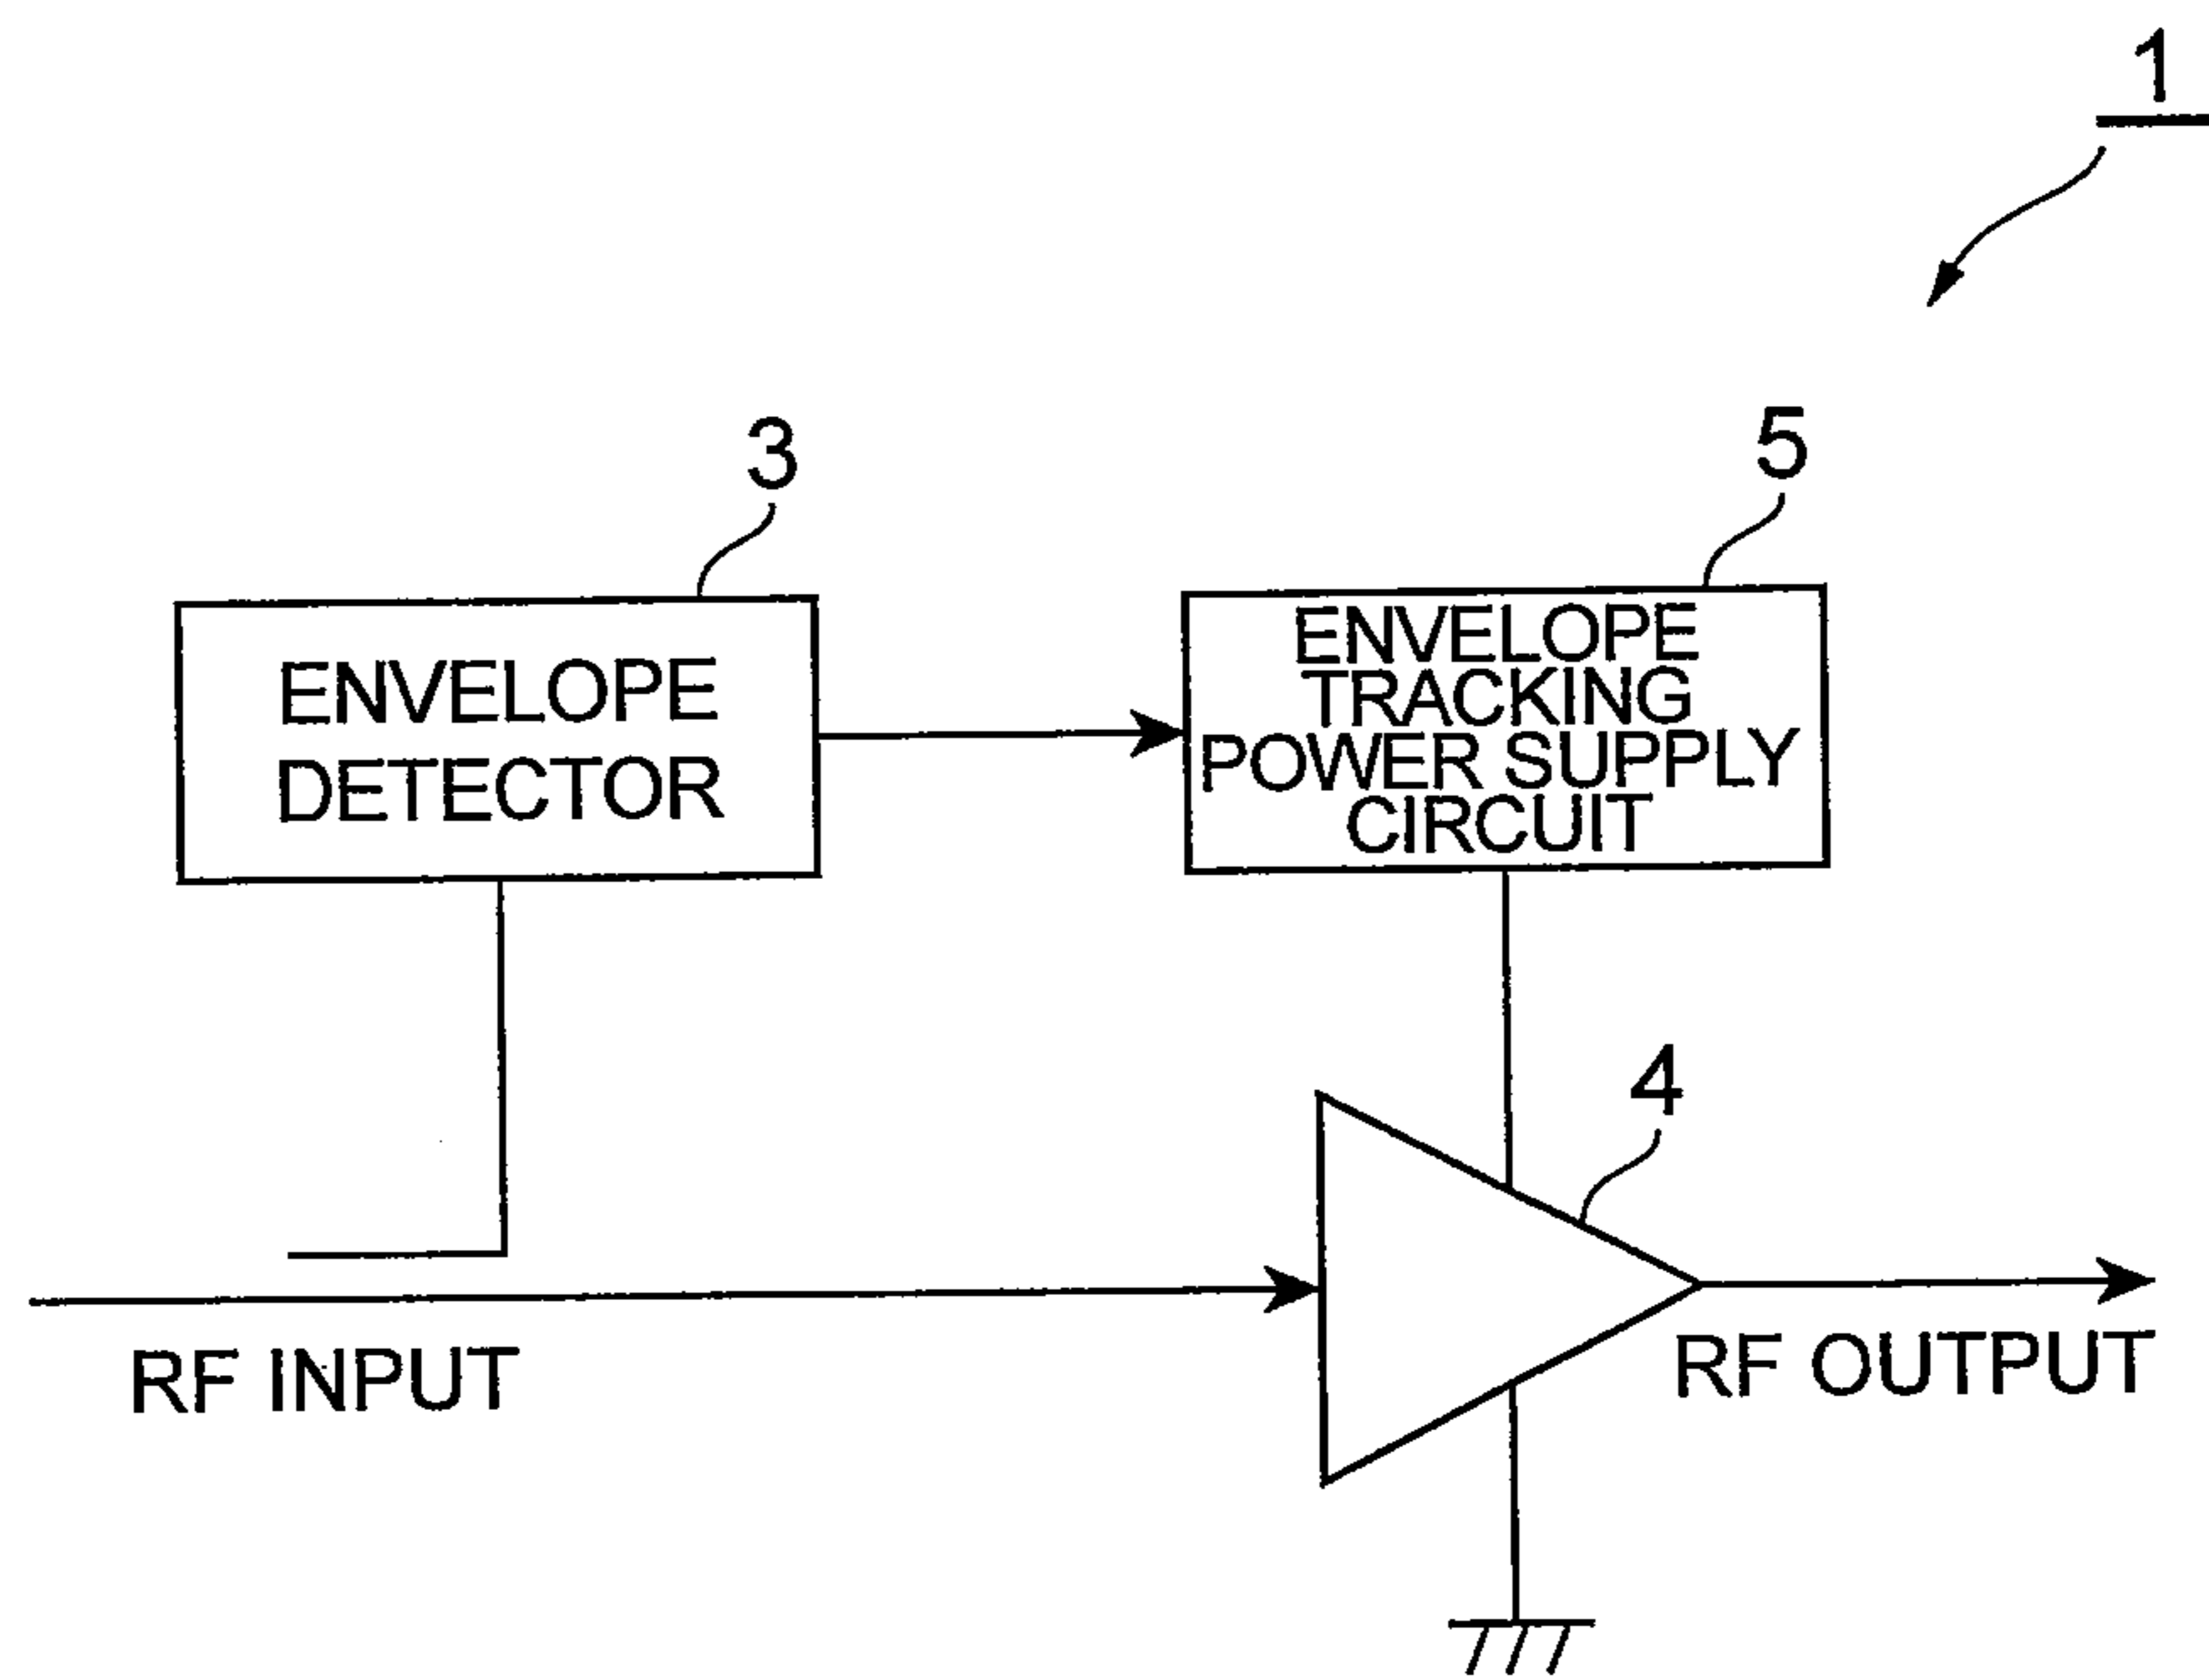 1
3
5
ENVELOPE
DETECTOR
ENVELOPE
TRACKING
POWER SUPPLY
CIRCUIT
4
RF INPUT
RF OUTPUT